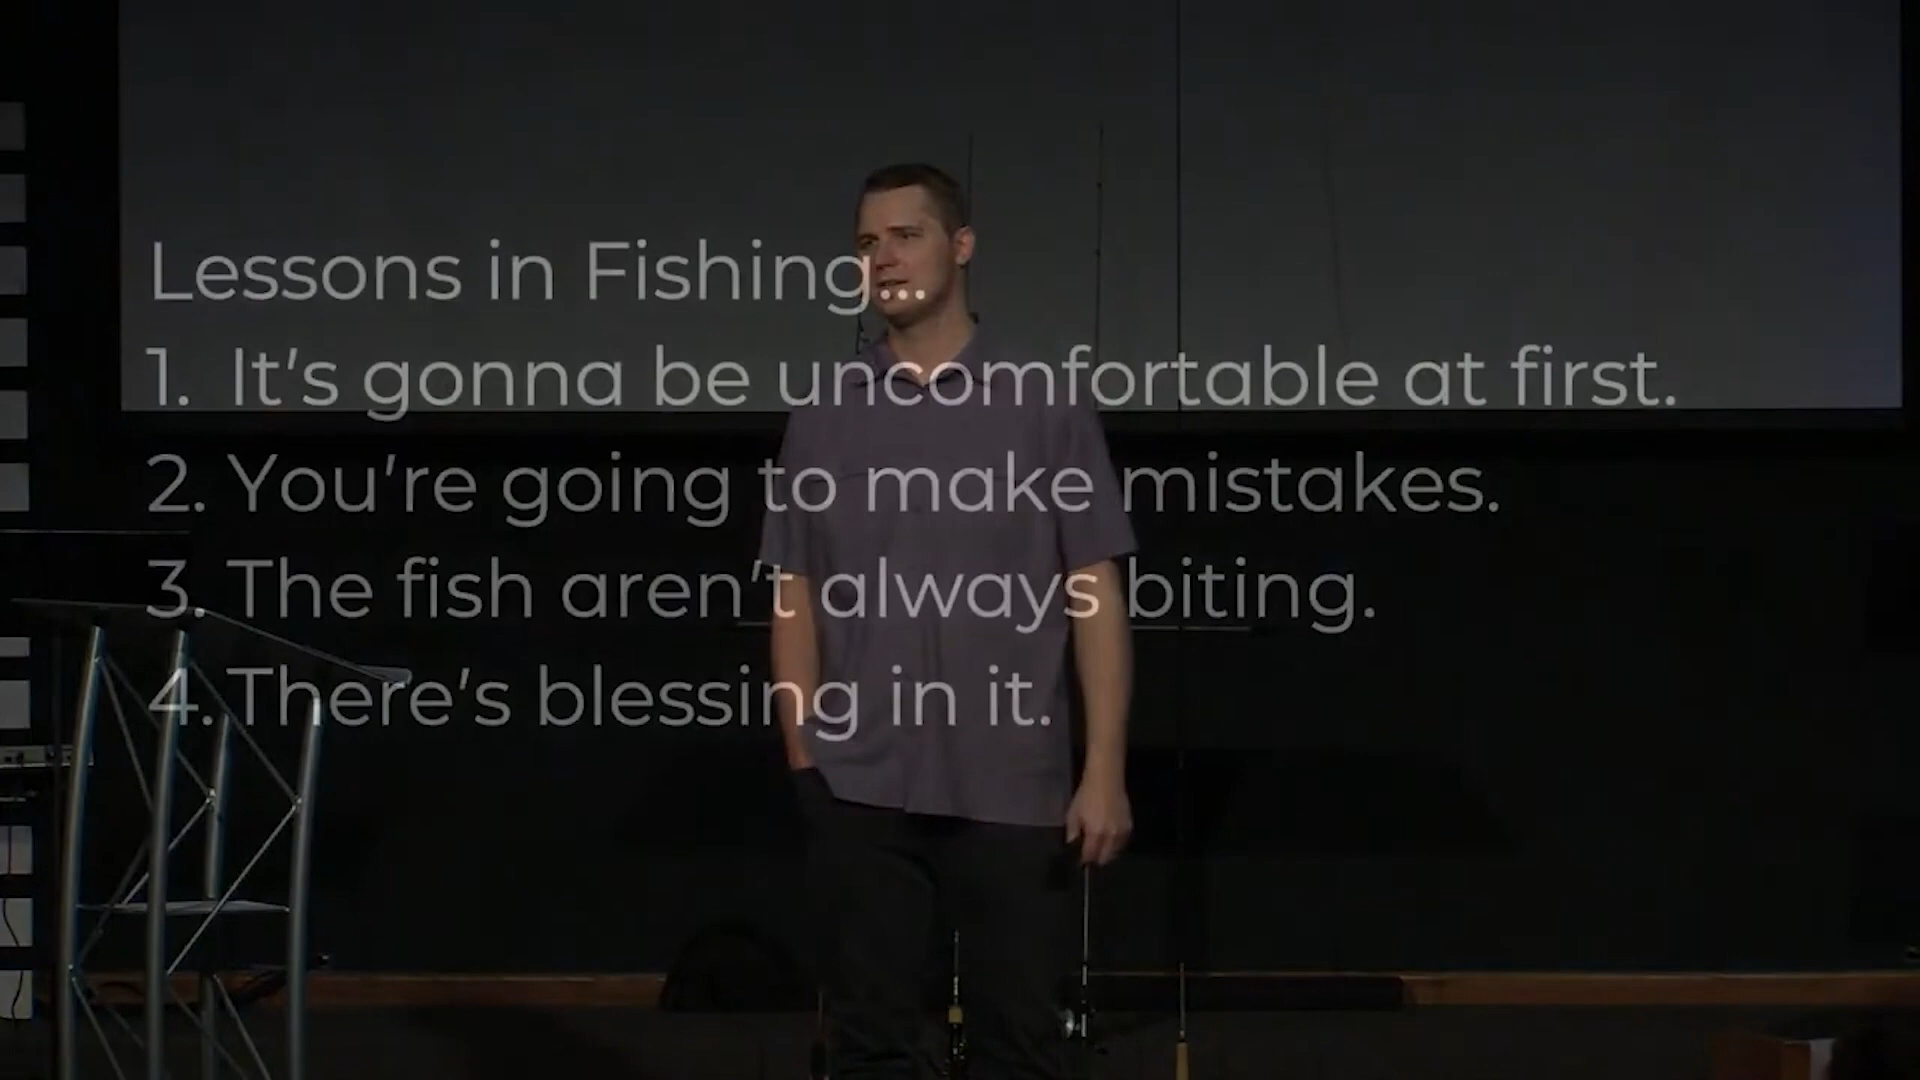 Lessons in Fishing...
1. It's gonna be uncomfortable at first.
2. You're going to make mistakes.
3. The fish aren't always biting.
4. There's blessing in it.